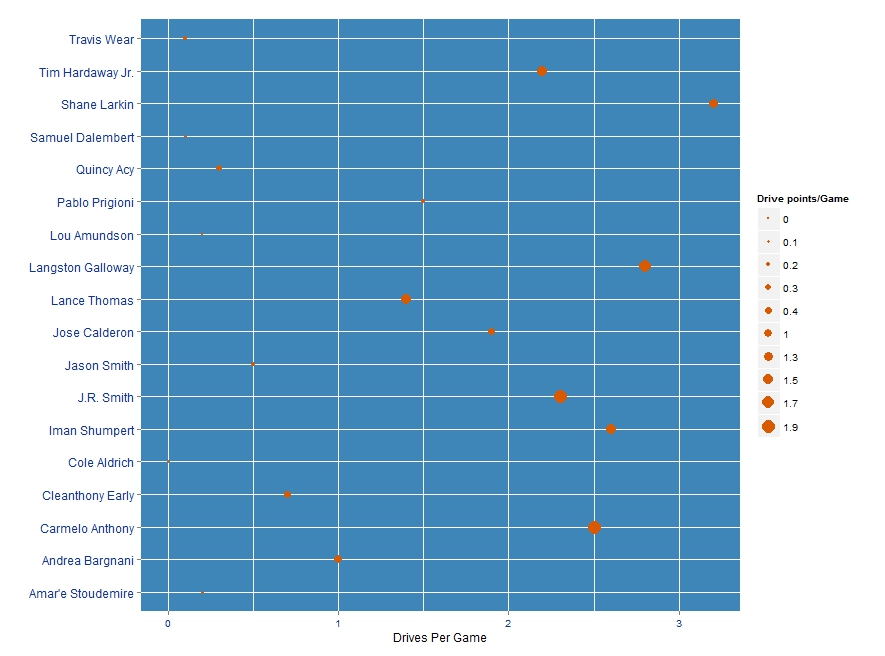 Travis Wear
Tim Hardaway Jr.
Shane Larkin
Samuel Dalembert
Quincy Acy
Pablo Prigioni
Lou Amundson
Langston Galloway
Lance Thomas
Jose Calderon
Jason Smith
J.R. Smith
Iman Shumpert
Cole Aldrich
Cleanthony Early
Carmelo Anthony
Andrea Bargnani
Amar'e Stoudemire
0 1 2 3
Drives Per Game
Drive points/Game
0
0.1
0.2
0.3
0.4
1
1.3
1.5
1.7
1.9